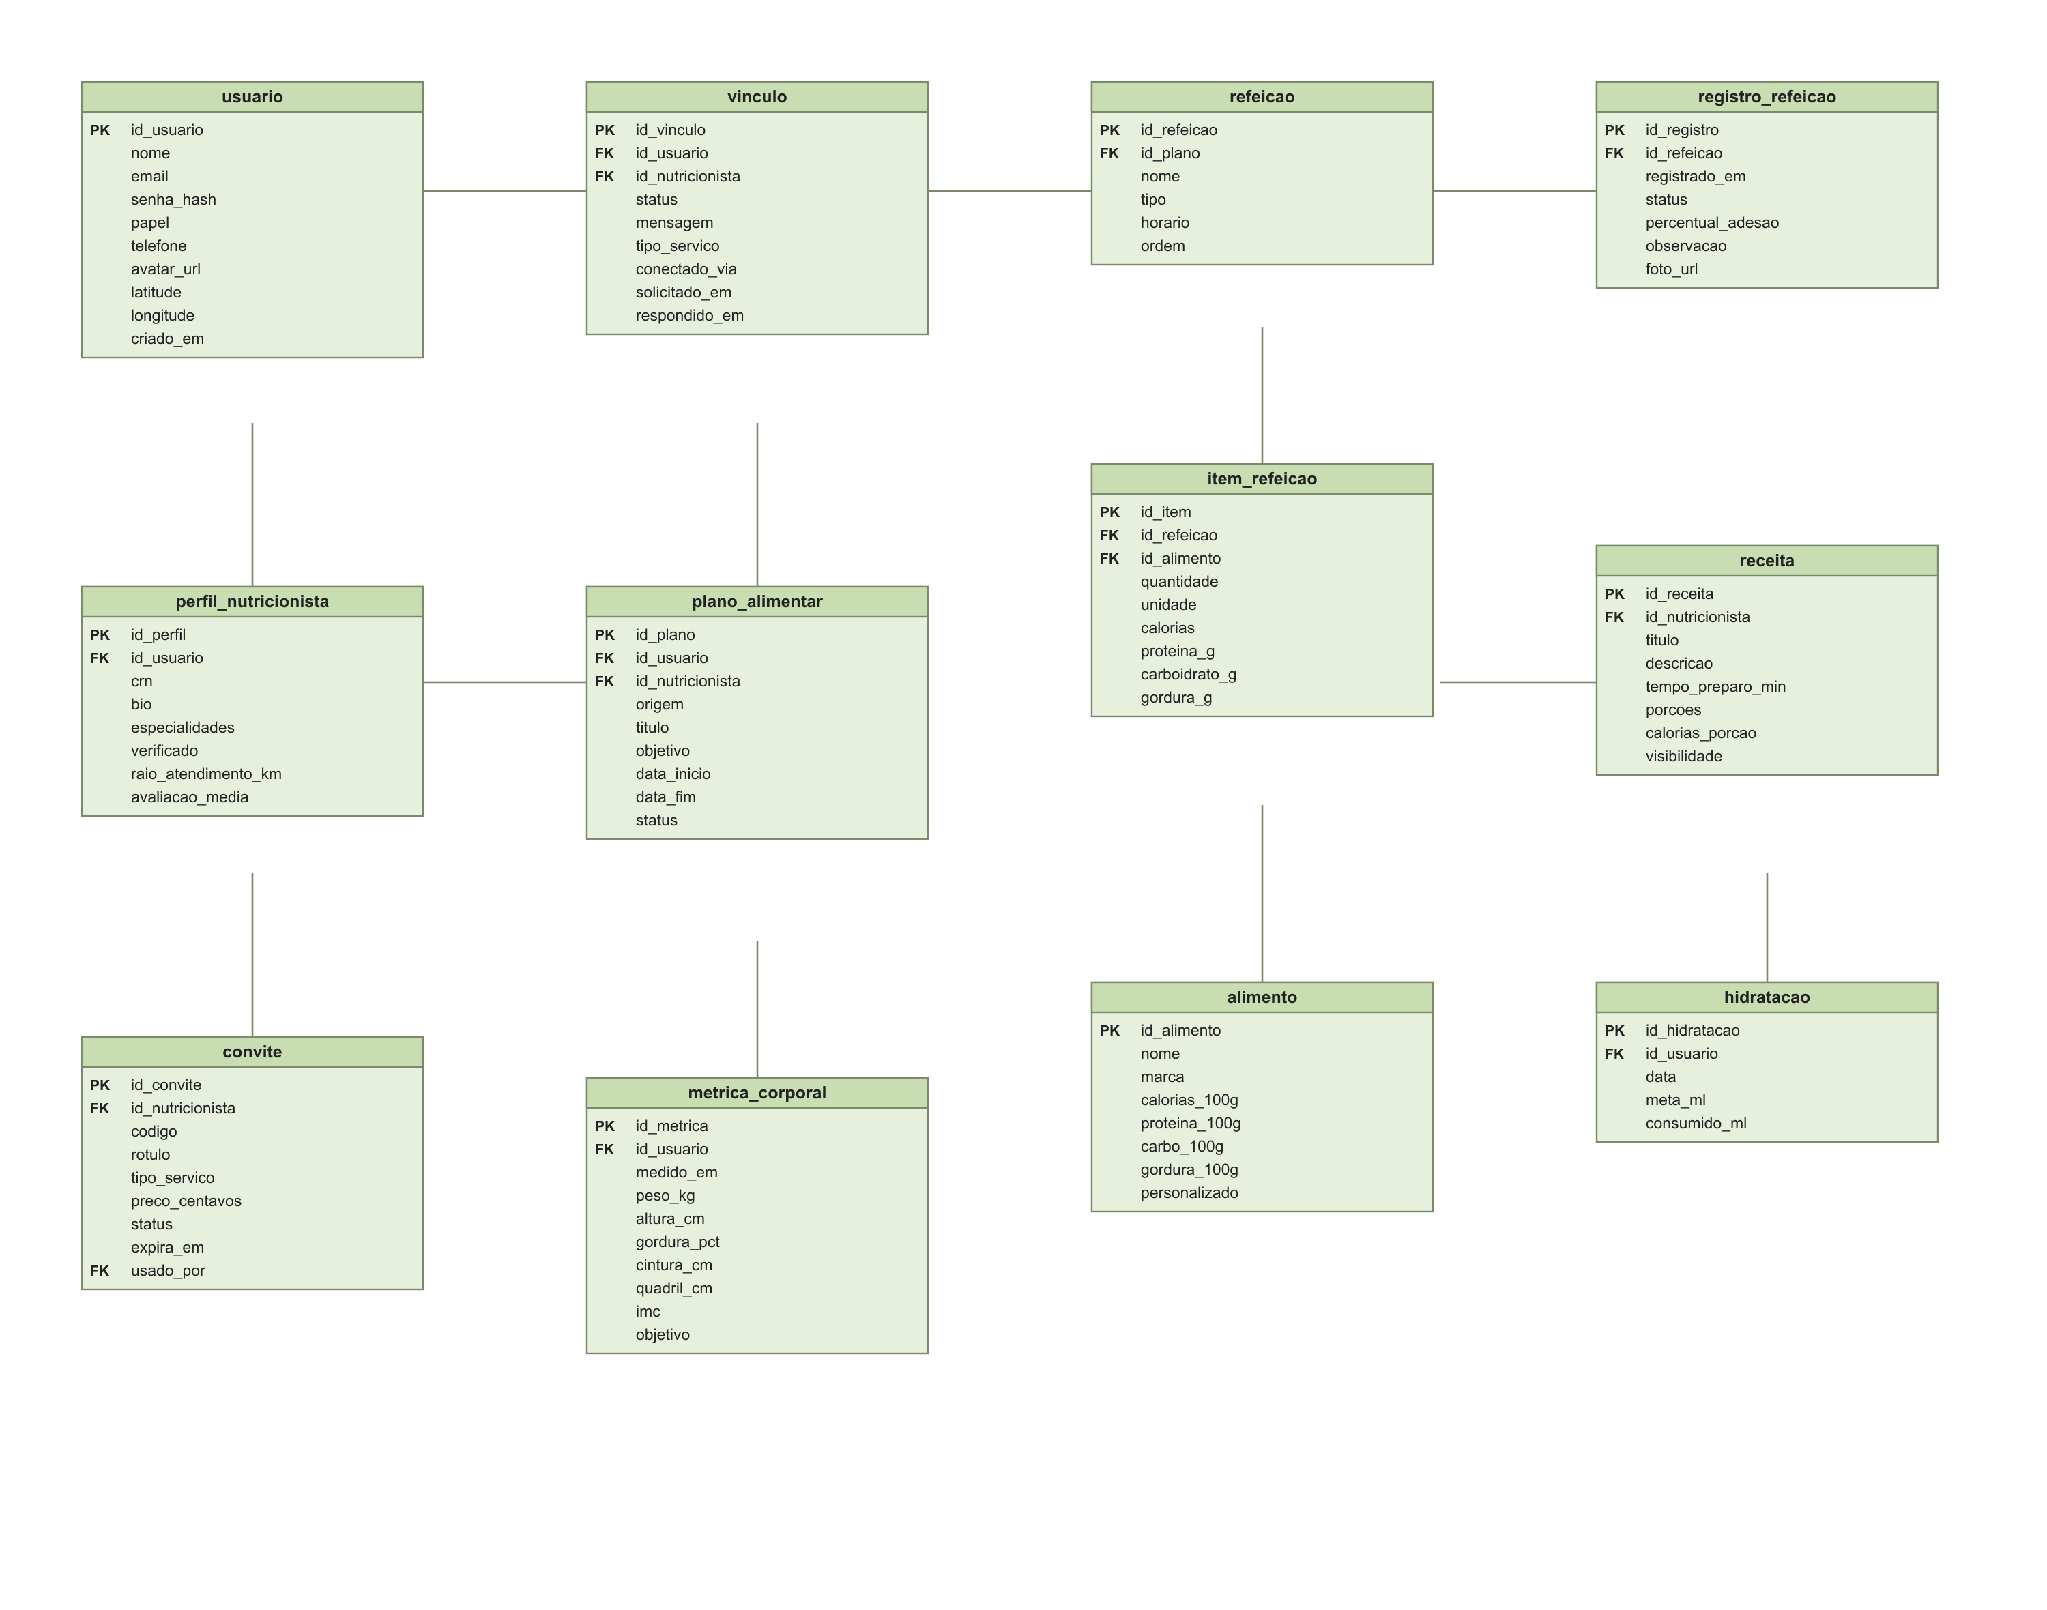 usuario
PK id_usuario
nome
email
senha_hash
papel
telefone
avatar_url
latitude
longitude
criado_em
vinculo
PK id_vinculo
FK id_usuario
FK id_nutricionista
status
mensagem
tipo_servico
conectado_via
solicitado_em
respondido_em
refeicao
PK id_refeicao
FK id_plano
nome
tipo
horario
ordem
registro_refeicao
PK id_registro
FK id_refeicao
registrado_em
status
percentual_adesao
observacao
foto_url
perfil_nutricionista
PK id_perfil
FK id_usuario
crn
bio
especialidades
verificado
raio_atendimento_km
avaliacao_media
plano_alimentar
PK id_plano
FK id_usuario
FK id_nutricionista
origem
titulo
objetivo
data_inicio
data_fim
status
item_refeicao
PK id_item
FK id_refeicao
FK id_alimento
quantidade
unidade
calorias
proteina_g
carboidrato_g
gordura_g
receita
PK id_receita
FK id_nutricionista
titulo
descricao
tempo_preparo_min
porcoes
calorias_porcao
visibilidade
convite
PK id_convite
FK id_nutricionista
codigo
rotulo
tipo_servico
preco_centavos
status
expira_em
FK usado_por
metrica_corporal
PK id_metrica
FK id_usuario
medido_em
peso_kg
altura_cm
gordura_pct
cintura_cm
quadril_cm
imc
objetivo
alimento
PK id_alimento
nome
marca
calorias_100g
proteina_100g
carbo_100g
gordura_100g
personalizado
hidratacao
PK id_hidratacao
FK id_usuario
data
meta_ml
consumido_ml